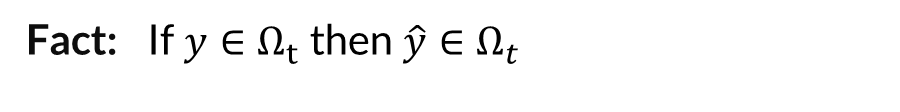 Fact: If y ∈ Ωₜ then ŷ ∈ Ωₜ